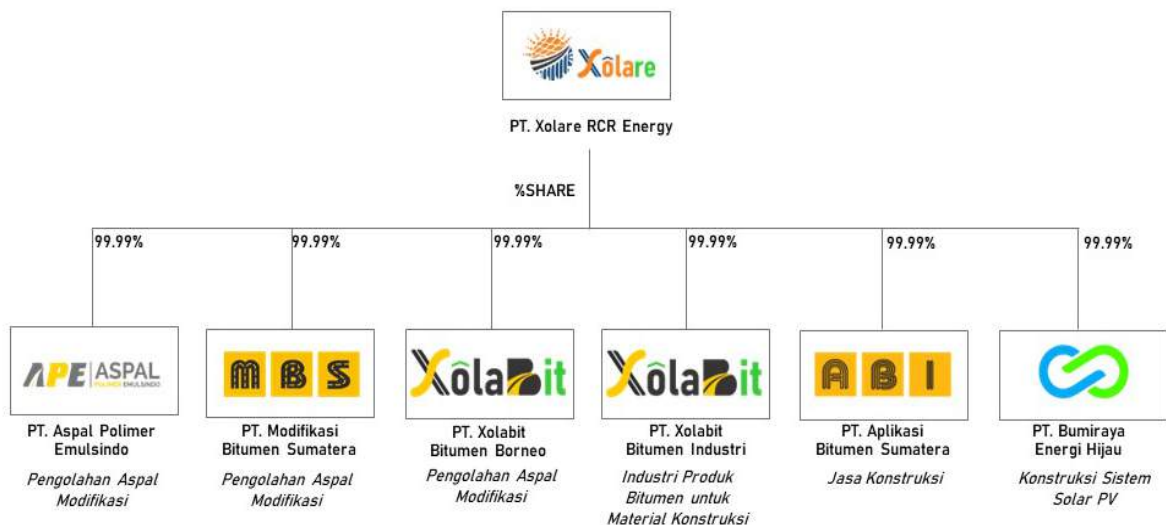 Xôlare
PT. Xolare RCR Energy
%SHARE
99.99%
99.99%
99.99%
99.99%
99.99%
99.99%
APE ASPAL
POLIMER EMULSINDO
PT. Aspal Polimer
Emulsindo
Pengolahan Aspal
Modifikasi
MBS
PT. Modifikasi
Bitumen Sumatera
Pengolahan Aspal
Modifikasi
XôlaBit
PT. Xolabit
Bitumen Borneo
Pengolahan Aspal
Modifikasi
XôlaBit
PT. Xolabit
Bitumen Industri
Industri Produk
Bitumen untuk
Material Konstruksi
ABI
PT. Aplikasi
Bitumen Sumatera
Jasa Konstruksi
PT. Bumiraya
Energi Hijau
Konstruksi Sistem
Solar PV